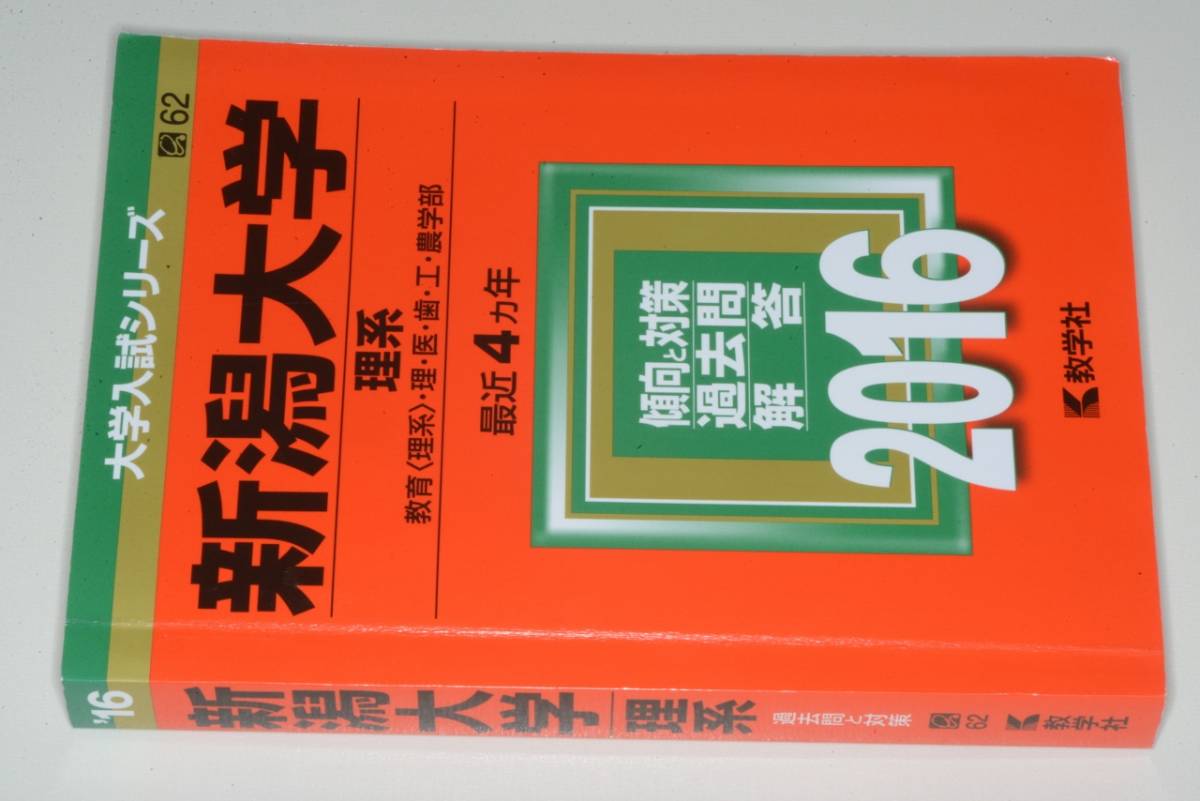 大学入試シリーズ
62
新潟大学
理系
教育〈理系〉・理・医・歯・工・農学部
最近4カ年
傾向と対策
過去問
解答
2016
教学社
'16
新潟大学
理系
過去問と対策
62
教学社